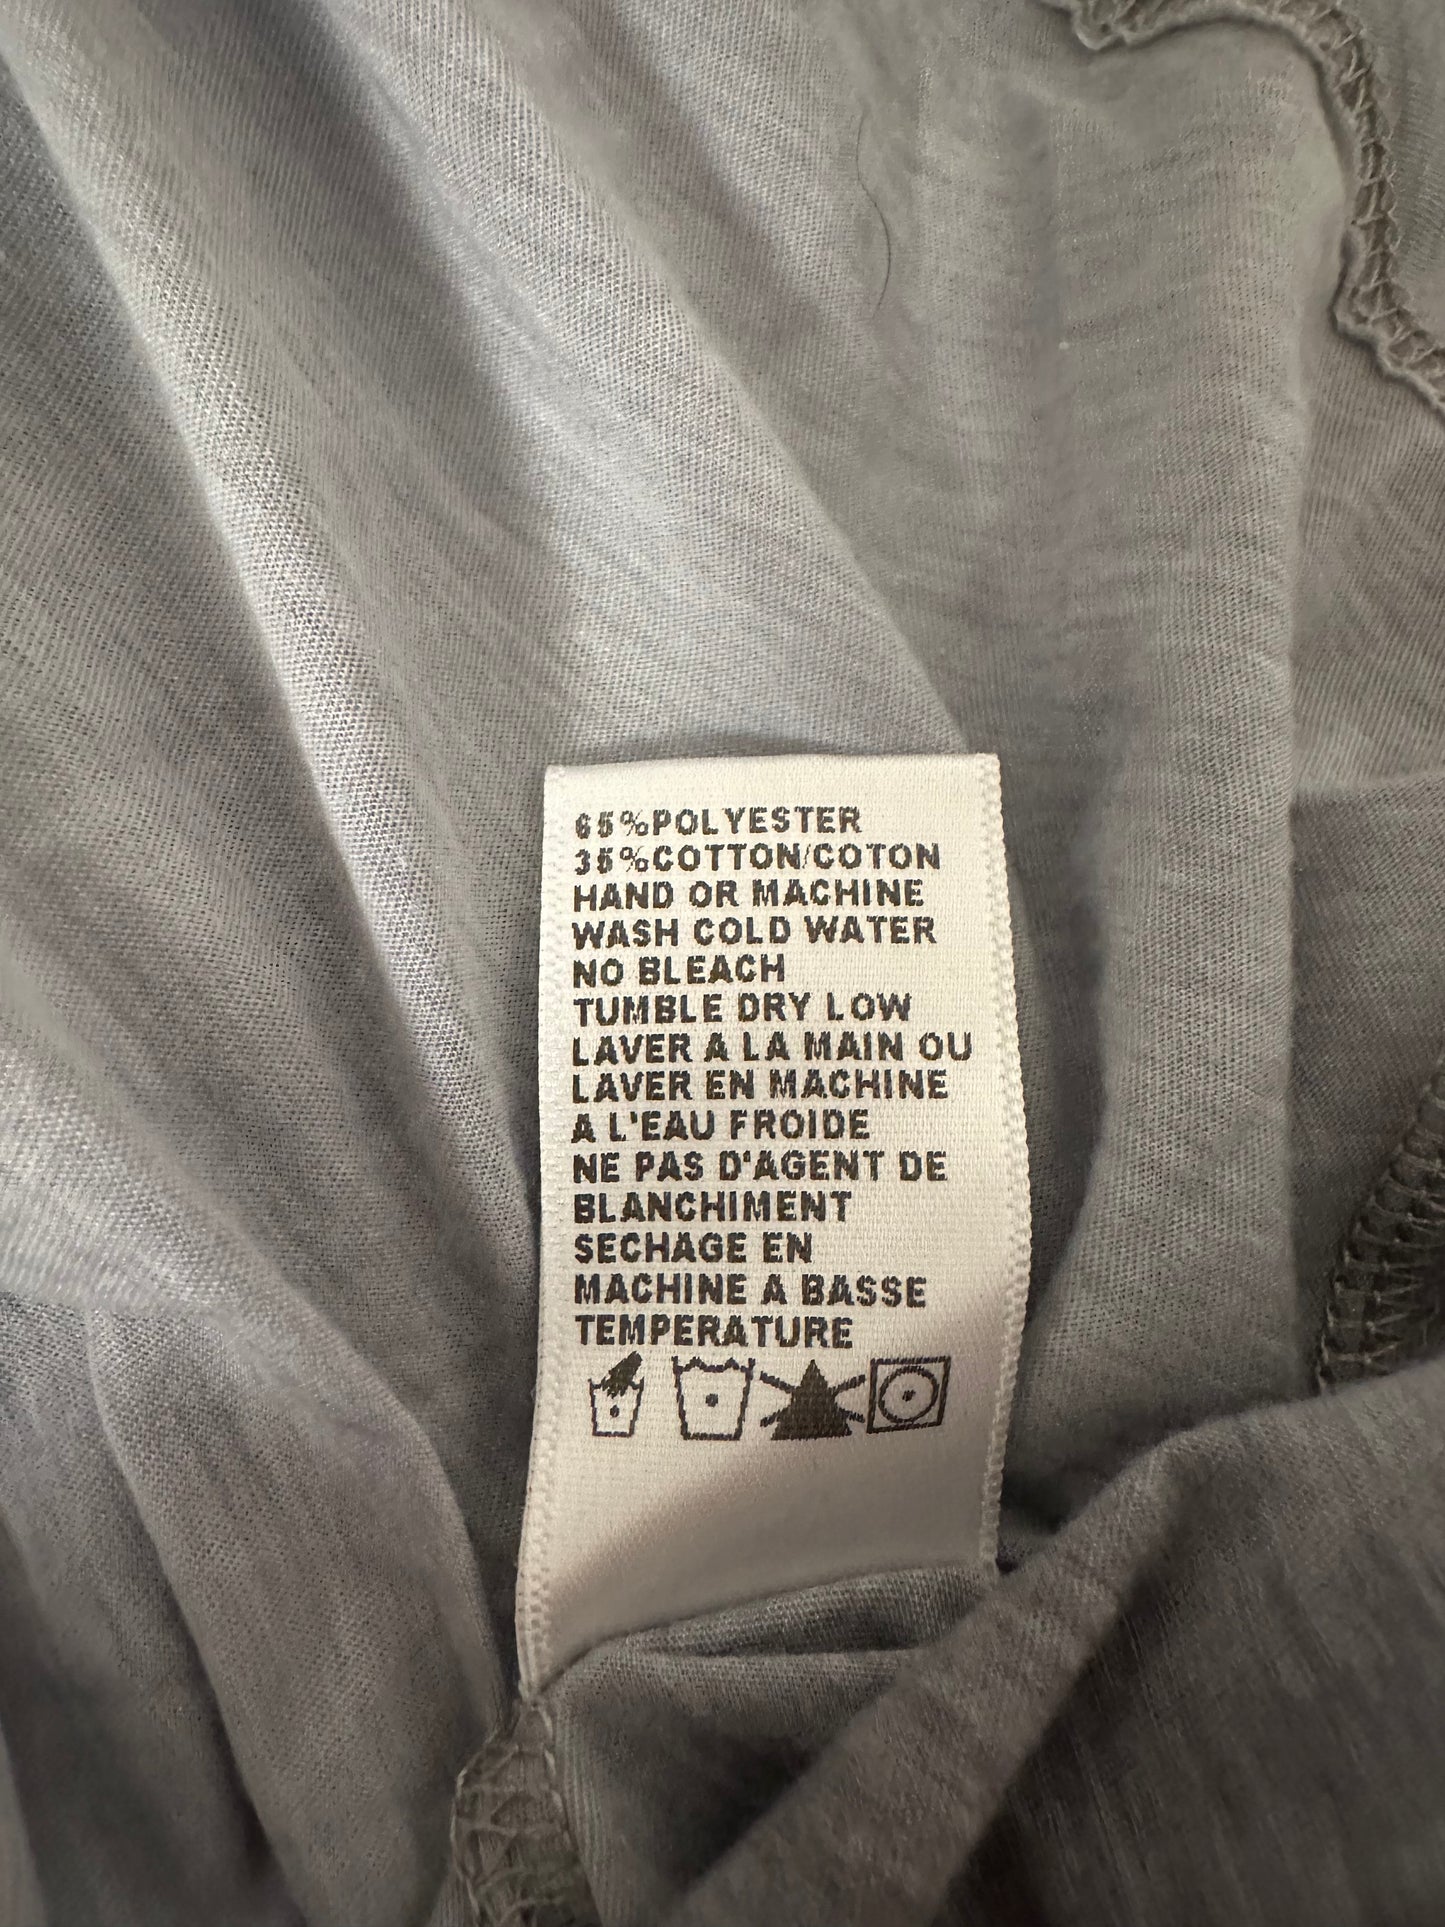 65%POLYESTER
35%COTTON/COTON
HAND OR MACHINE
WASH COLD WATER
NO BLEACH
TUMBLE DRY LOW
LAVER A LA MAIN OU
LAVER EN MACHINE
A L'EAU FROIDE
NE PAS D'AGENT DE
BLANCHIMENT
SECHAGE EN
MACHINE A BASSE
TEMPERATURE